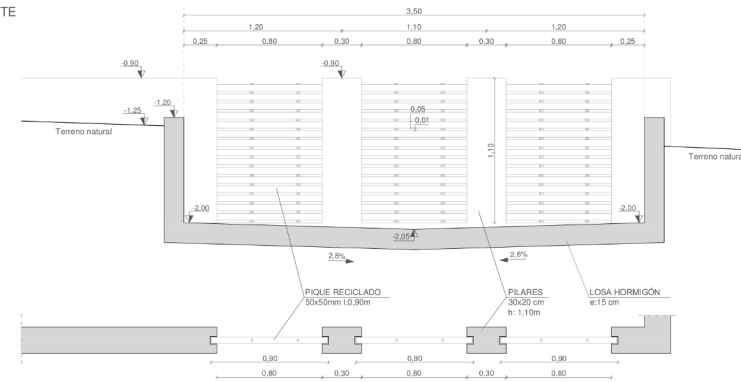 TE
3,50
1,20 1,10 1,20
0,25 0,80 0,30 0,80 0,30 0,80 0,25
-0,90 -0,90
-1,20
-1,25
0,05
0,01
Terreno natural
1,10
Terreno natura
-2,00 -2,00
-2,05
2,8% 2,8%
PIQUE RECICLADO
50x50mm l:0,90m
PILARES
30x20 cm
h: 1,10m
LOSA HORMIGÓN
e:15 cm
0,90 0,90 0,90
0,80 0,30 0,80 0,30 0,80